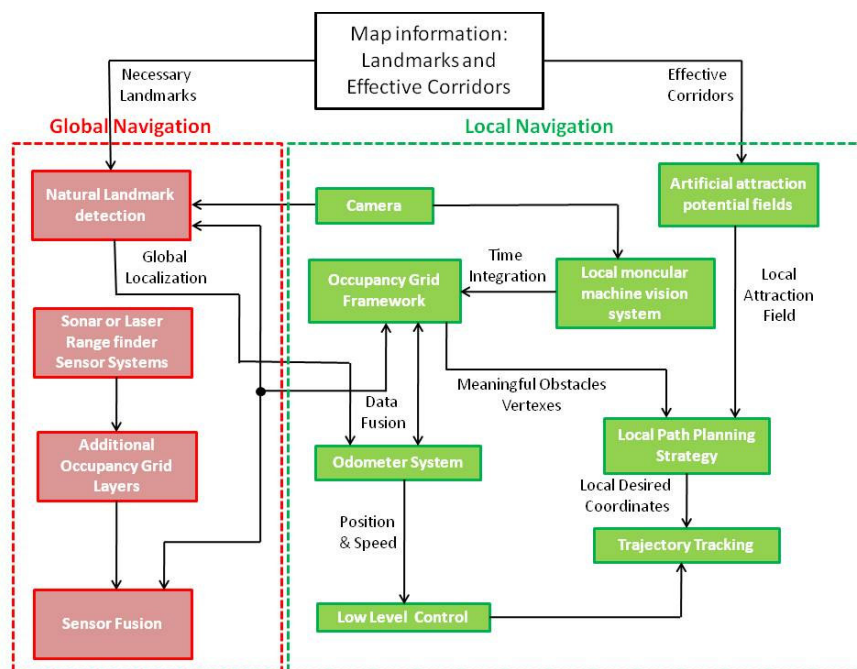 Map information:
Landmarks and
Effective Corridors
Necessary
Landmarks
Effective
Corridors
Global Navigation
Local Navigation
Natural Landmark
detection
Camera
Artificial attraction
potential fields
Global
Localization
Time
Integration
Occupancy Grid
Framework
Local moncular
machine vision
system
Local
Attraction
Field
Sonar or Laser
Range finder
Sensor Systems
Data
Fusion
Meaningful Obstacles
Vertexes
Additional
Occupancy Grid
Layers
Odometer System
Local Path Planning
Strategy
Local Desired
Coordinates
Position
& Speed
Trajectory Tracking
Sensor Fusion
Low Level Control